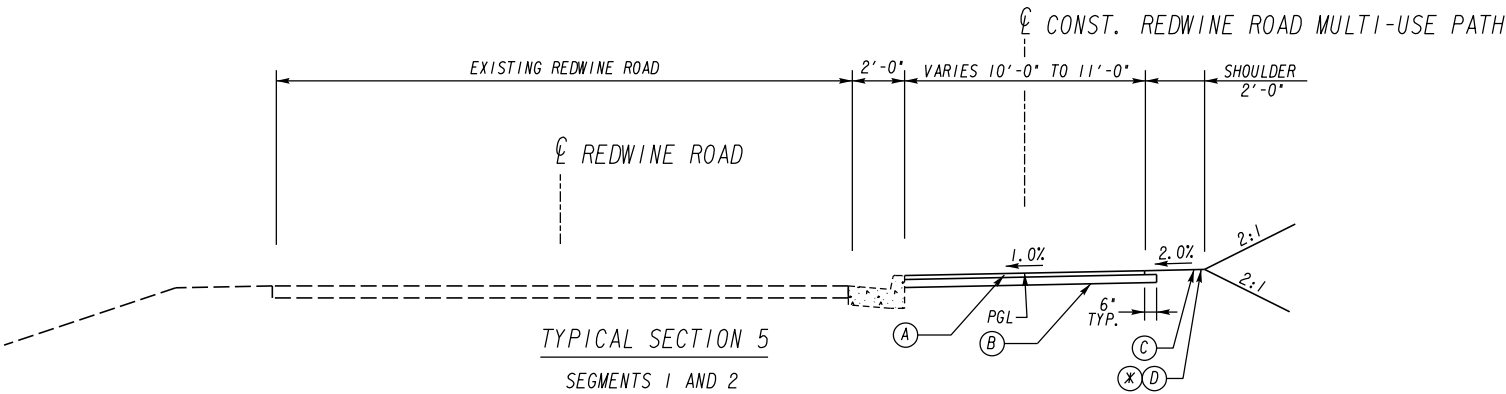 ℄ CONST. REDWINE ROAD MULTI-USE PATH
EXISTING REDWINE ROAD
2'-0"
VARIES 10'-0" TO 11'-0"
SHOULDER
2'-0"
℄ REDWINE ROAD
1.0%
2.0%
2:1
2:1
6"
TYP.
PGL
A
B
C
Ж D
TYPICAL SECTION 5
SEGMENTS 1 AND 2